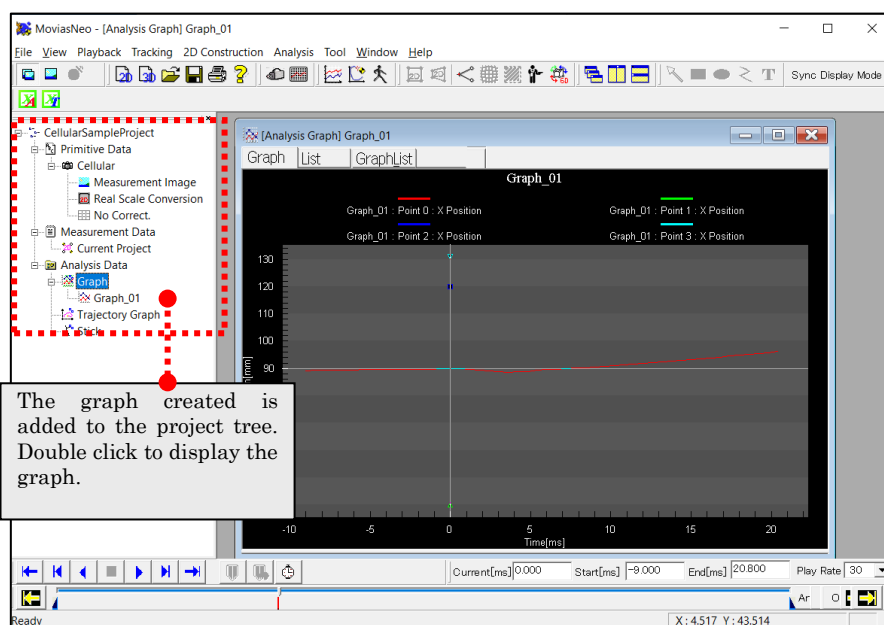 MoviasNeo - [Analysis Graph] Graph_01
File View Playback Tracking 2D Construction Analysis Tool Window Help
Sync Display Mode
CellularSampleProject
Primitive Data
Cellular
Measurement Image
Real Scale Conversion
No Correct.
Measurement Data
Current Project
Analysis Data
Graph
Graph_01
Trajectory Graph
Stick
The graph created is
added to the project tree.
Double click to display the
graph.
[Analysis Graph] Graph_01
Graph List GraphList
Graph_01
Graph_01 : Point 0 : X Position
Graph_01 : Point 1 : X Position
Graph_01 : Point 2 : X Position
Graph_01 : Point 3 : X Position
130
120
110
100
90
-10 -5 0 5 10 15 20
Time[ms]
Current[ms] 0.000 Start[ms] -9.000 End[ms] 20.800 Play Rate 30
Ar O
Ready
X : 4.517 Y : 43.514